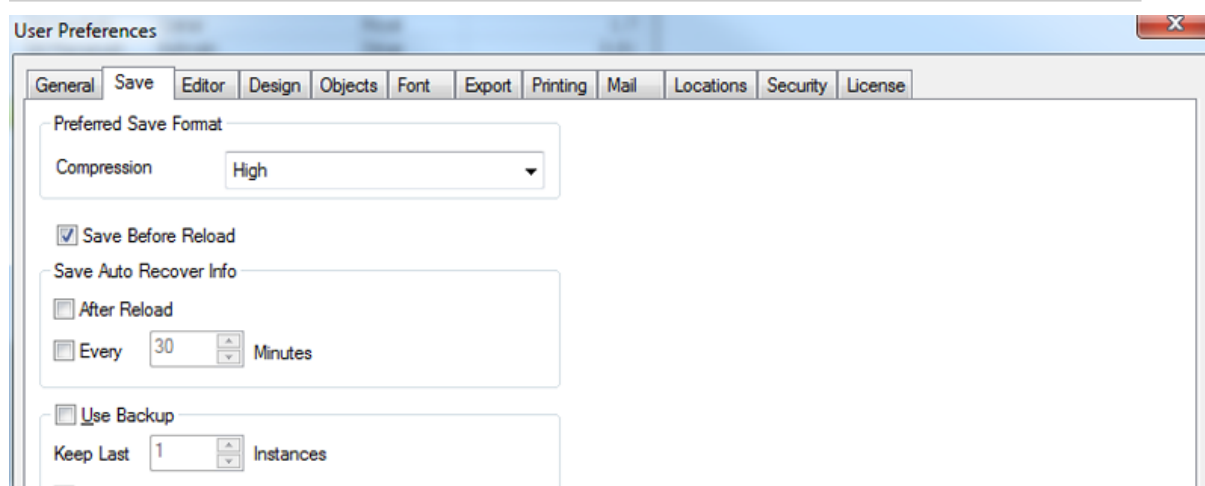 User Preferences
General Save Editor Design Objects Font Export Printing Mail Locations Security License
Preferred Save Format
Compression High
Save Before Reload
Save Auto Recover Info
After Reload
Every 30 Minutes
Use Backup
Keep Last 1 Instances